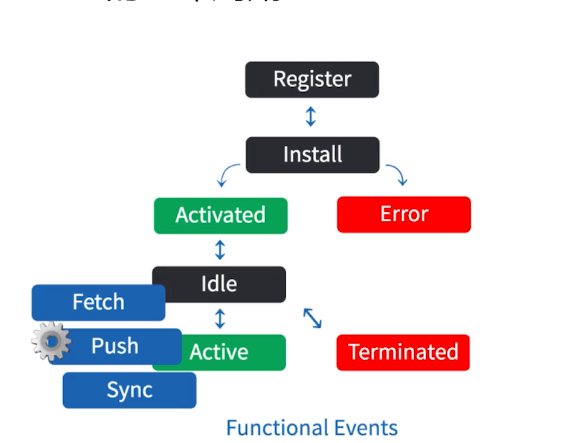 Register
Install
Activated
Error
Idle
Fetch
Push
Active
Terminated
Sync
Functional Events